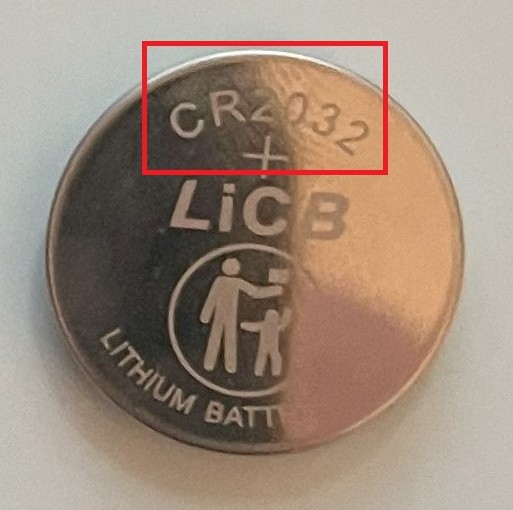 CR2032
+
LiCB
LITHIUM BATT